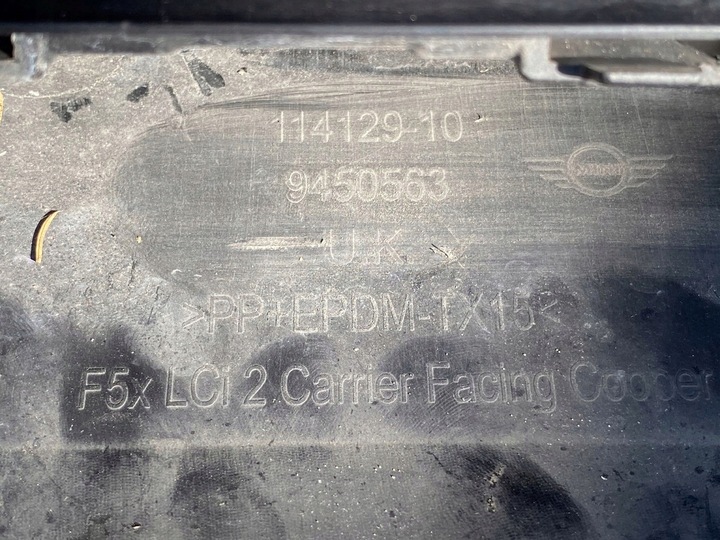 114129-10
9450563
U.K.
>PP+EPDM-TX15<
F5x LCi 2 Carrier Facing Cooper